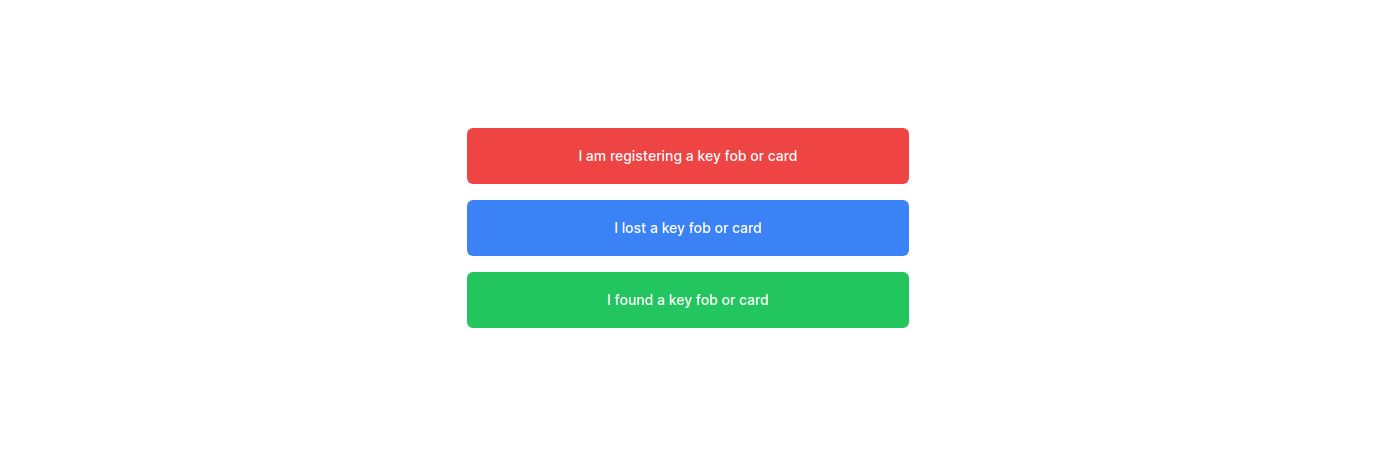 I am registering a key fob or card
I lost a key fob or card
I found a key fob or card